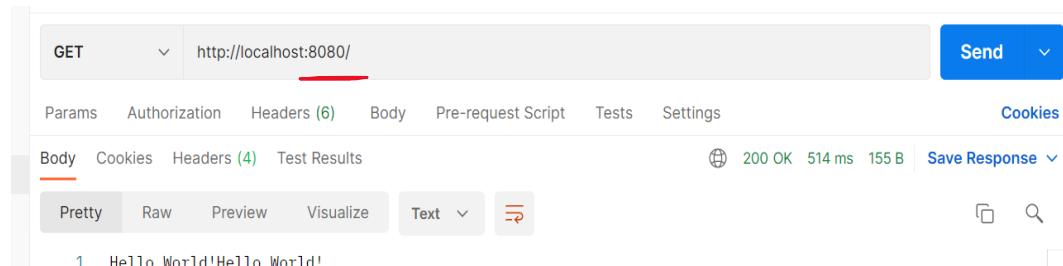 GET http://localhost:8080/ Send
Params Authorization Headers (6) Body Pre-request Script Tests Settings Cookies
Body Cookies Headers (4) Test Results 200 OK 514 ms 155 B Save Response
Pretty Raw Preview Visualize Text
1 Hello World!Hello World!